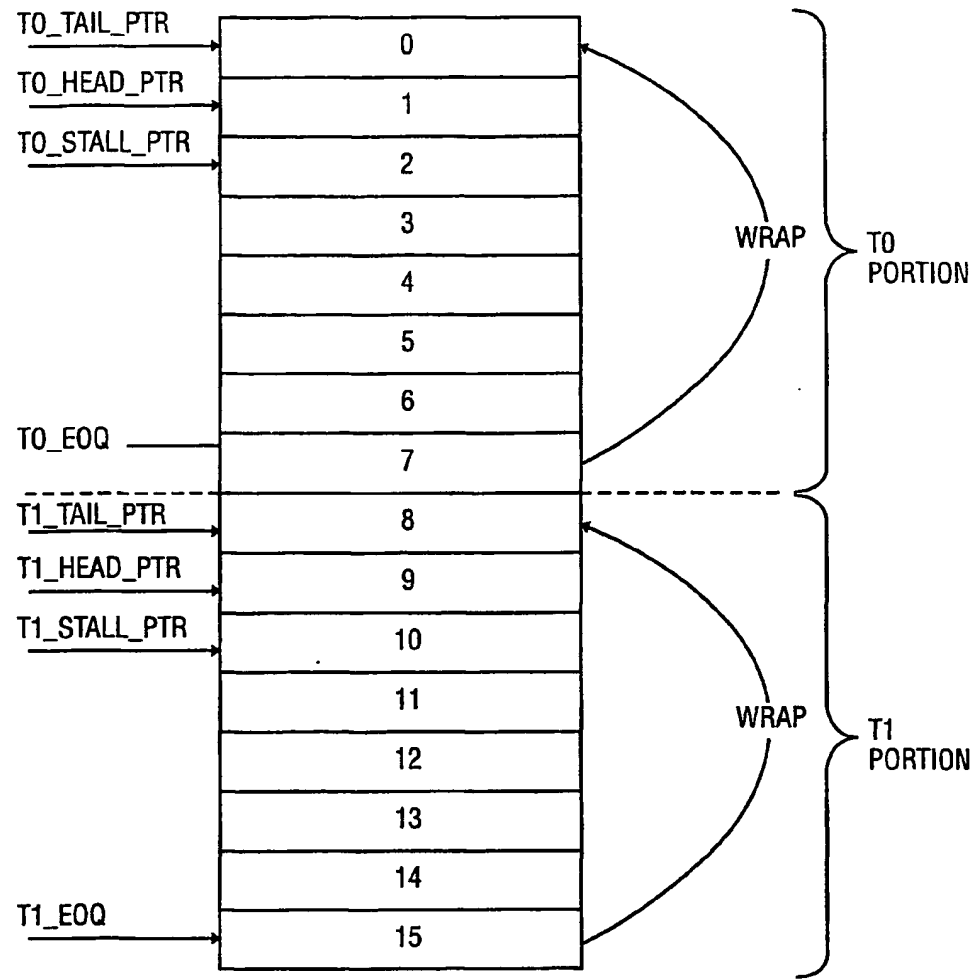 T0_TAIL_PTR
0
T0_HEAD_PTR
1
T0_STALL_PTR
2
3
WRAP
T0
PORTION
4
5
6
T0_EOQ
7
T1_TAIL_PTR
8
T1_HEAD_PTR
9
T1_STALL_PTR
10
11
WRAP
T1
PORTION
12
13
14
T1_EOQ
15